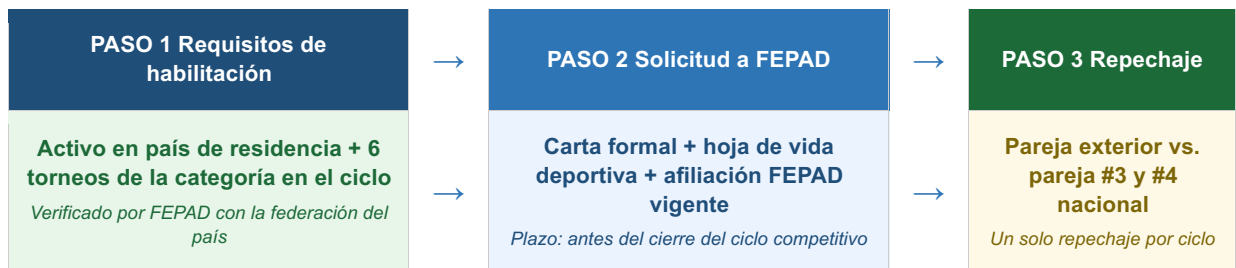 PASO 1 Requisitos de
habilitación
→
PASO 2 Solicitud a FEPAD
→
PASO 3 Repechaje
Activo en país de residencia + 6
torneos de la categoría en el ciclo
Verificado por FEPAD con la federación del
país
→
Carta formal + hoja de vida
deportiva + afiliación FEPAD
vigente
Plazo: antes del cierre del ciclo competitivo
→
Pareja exterior vs.
pareja #3 y #4
nacional
Un solo repechaje por ciclo